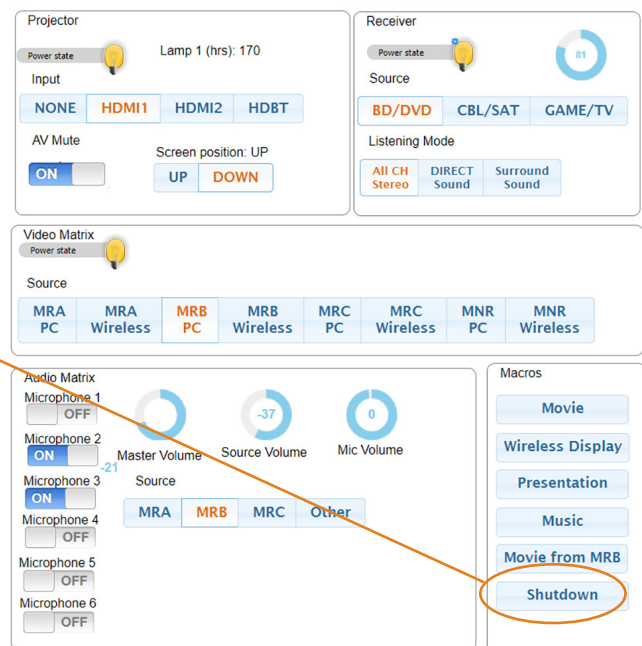 Projector
Power state
Lamp 1 (hrs): 170
Input
NONE HDMI1 HDMI2 HDBT
AV Mute
ON
Screen position: UP
UP DOWN
Receiver
Power state
81
Source
BD/DVD CBL/SAT GAME/TV
Listening Mode
All CH Stereo
DIRECT Sound
Surround Sound
Video Matrix
Power state
Source
MRA PC
MRA Wireless
MRB PC
MRB Wireless
MRC PC
MRC Wireless
MNR PC
MNR Wireless
Audio Matrix
Microphone 1
OFF
Microphone 2
ON
Microphone 3
ON
Microphone 4
OFF
Microphone 5
OFF
Microphone 6
OFF
-21
Master Volume
-37
Source Volume
0
Mic Volume
Source
MRA MRB MRC Other
Macros
Movie
Wireless Display
Presentation
Music
Movie from MRB
Shutdown